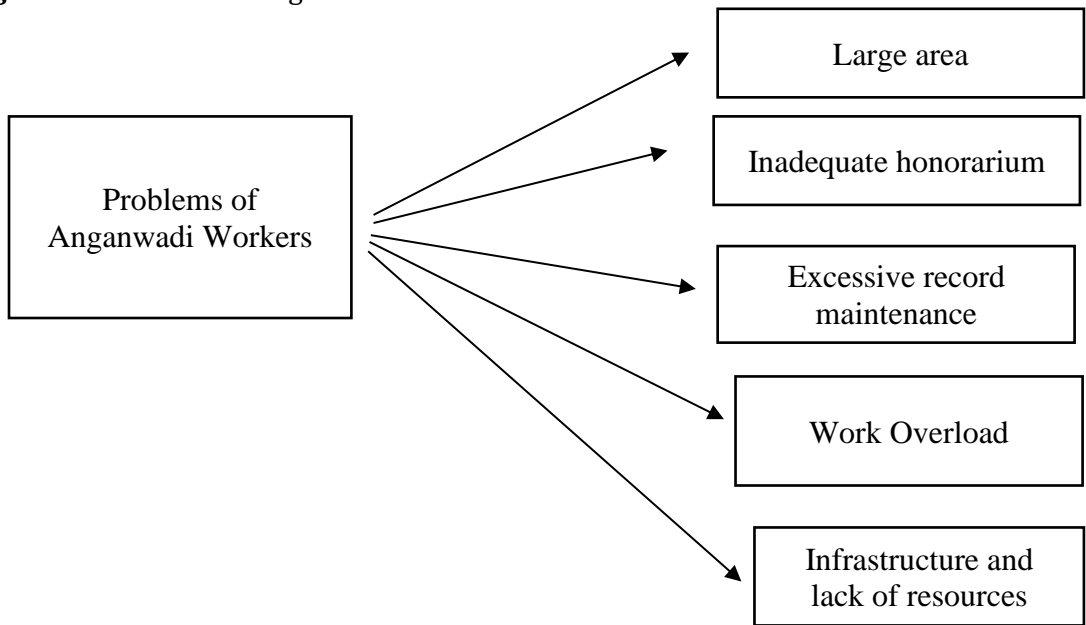 Large area
Inadequate honorarium
Problems of
Anganwadi Workers
Excessive record
maintenance
Work Overload
Infrastructure and
lack of resources